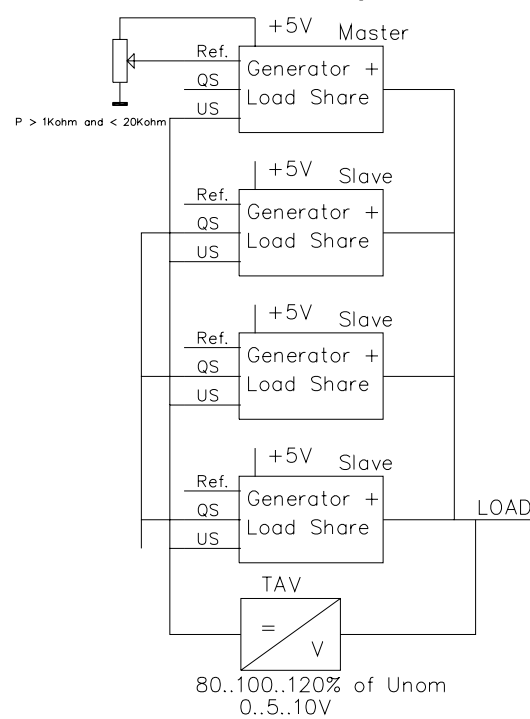 +5V Master
Ref.
Generator +
QS
Load Share
US
P > 1Kohm and < 20Kohm
+5V Slave
Ref.
Generator +
QS
Load Share
US
+5V Slave
Ref.
Generator +
QS
Load Share
US
+5V Slave
Ref.
Generator +
QS
Load Share
LOAD
US
TAV
=
V
80..100..120% of Unom
0..5..10V